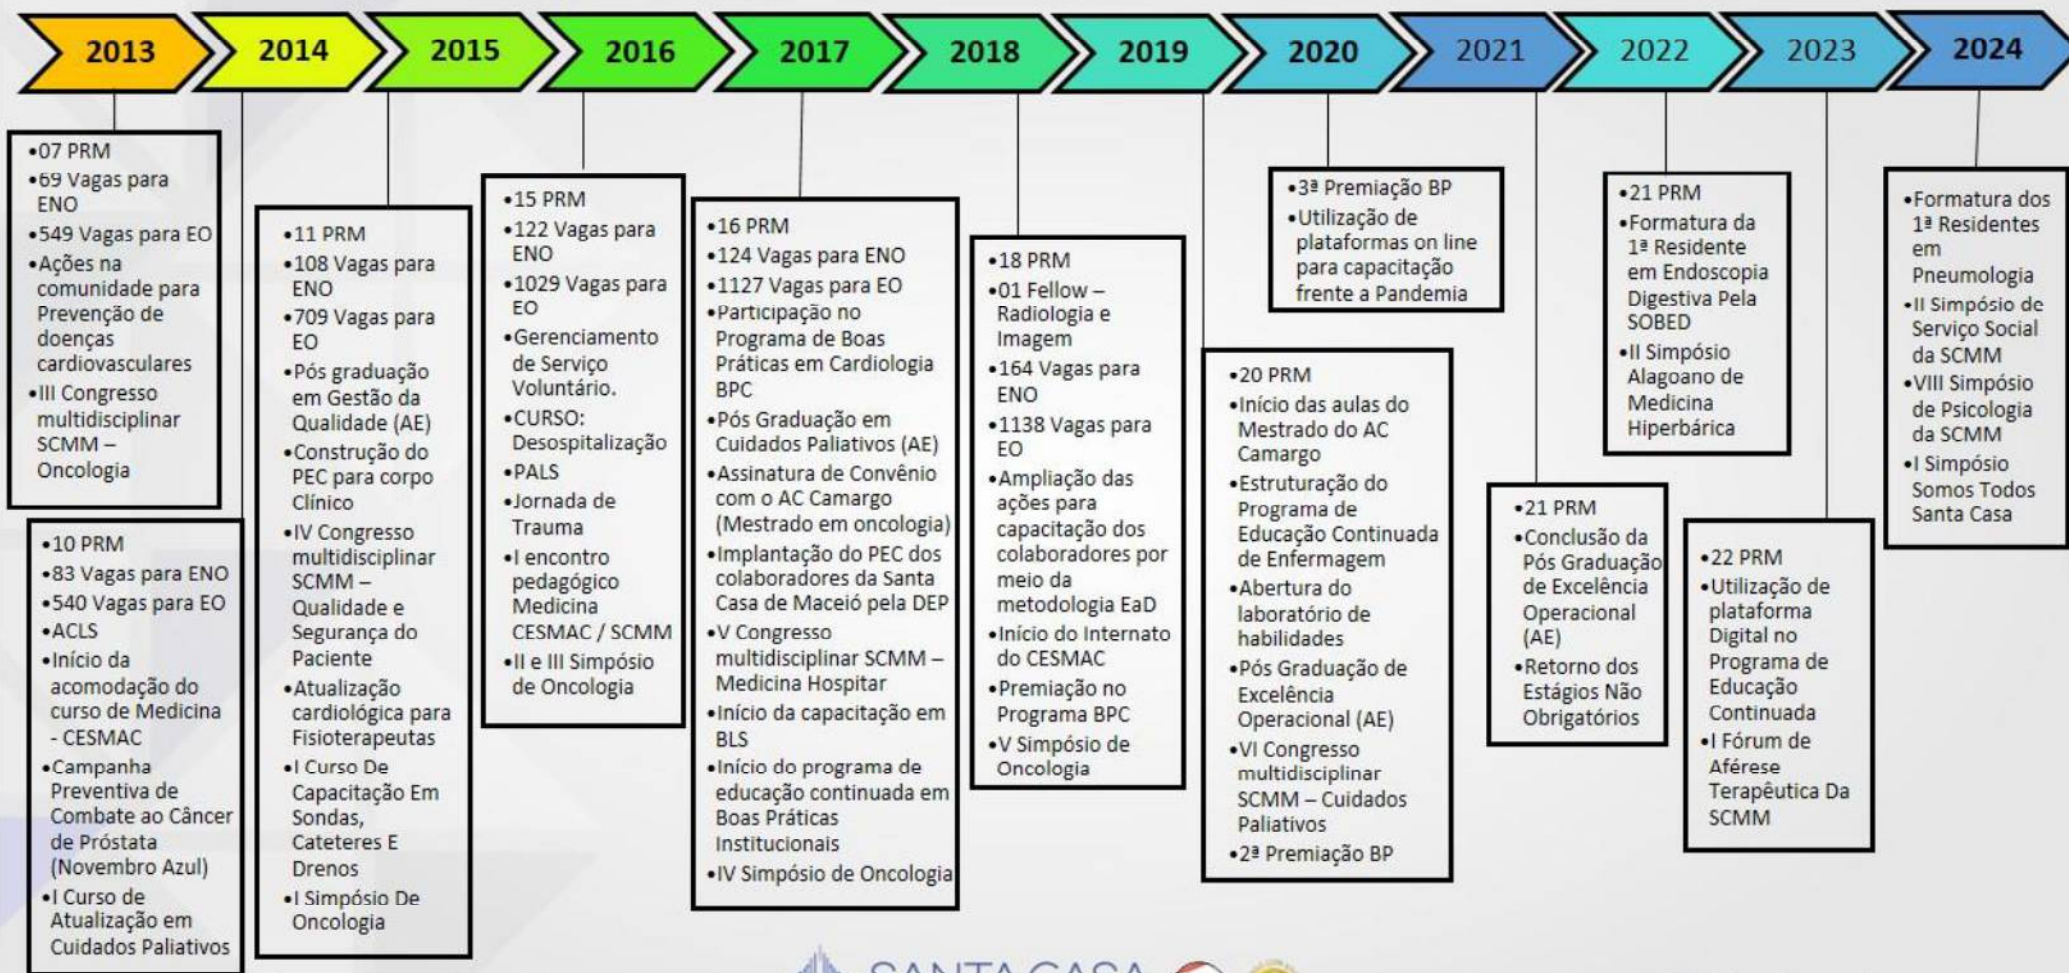 2013
2014
2015
2016
2017
2018
2019
2020
2021
2022
2023
2024
•07 PRM
•69 Vagas para
ENO
•549 Vagas para EO
•Ações na
comunidade para
Prevenção de
doenças
cardiovasculares
•III Congresso
multidisciplinar
SCMM –
Oncologia
•10 PRM
•83 Vagas para ENO
•540 Vagas para EO
•ACLS
•Início da
acomodação do
curso de Medicina
- CESMAC
•Campanha
Preventiva de
Combate ao Câncer
de Próstata
(Novembro Azul)
•I Curso de
Atualização em
Cuidados Paliativos
•11 PRM
•108 Vagas para
ENO
•709 Vagas para
EO
•Pós graduação
em Gestão da
Qualidade (AE)
•Construção do
PEC para corpo
Clínico
•IV Congresso
multidisciplinar
SCMM –
Qualidade e
Segurança do
Paciente
•Atualização
cardiológica para
Fisioterapeutas
•I Curso De
Capacitação Em
Sondas,
Cateteres E
Drenos
•I Simpósio De
Oncologia
•15 PRM
•122 Vagas para
ENO
•1029 Vagas para
EO
•Gerenciamento
de Serviço
Voluntário.
•CURSO:
Desospitalização
•PALS
•Jornada de
Trauma
•I encontro
pedagógico
Medicina
CESMAC / SCMM
•II e III Simpósio
de Oncologia
•16 PRM
•124 Vagas para ENO
•1127 Vagas para EO
•Participação no
Programa de Boas
Práticas em Cardiologia
BPC
•Pós Graduação em
Cuidados Paliativos (AE)
•Assinatura de Convênio
com o AC Camargo
(Mestrado em oncologia)
•Implantação do PEC dos
colaboradores da Santa
Casa de Maceió pela DEP
•V Congresso
multidisciplinar SCMM –
Medicina Hospitar
•Início da capacitação em
BLS
•Início do programa de
educação continuada em
Boas Práticas
Institucionais
•IV Simpósio de Oncologia
•18 PRM
•01 Fellow –
Radiologia e
Imagem
•164 Vagas para
ENO
•1138 Vagas para
EO
•Ampliação das
ações para
capacitação dos
colaboradores por
meio da
metodologia EaD
•Início do Internato
do CESMAC
•Premiação no
Programa BPC
•V Simpósio de
Oncologia
•20 PRM
•Início das aulas do
Mestrado do AC
Camargo
•Estruturação do
Programa de
Educação Continuada
de Enfermagem
•Abertura do
laboratório de
habilidades
•Pós Graduação de
Excelência
Operacional (AE)
•VI Congresso
multidisciplinar
SCMM – Cuidados
Paliativos
•2ª Premiação BP
•3ª Premiação BP
•Utilização de
plataformas on line
para capacitação
frente a Pandemia
•21 PRM
•Conclusão da
Pós Graduação
de Excelência
Operacional
(AE)
•Retorno dos
Estágios Não
Obrigatórios
•21 PRM
•Formatura da
1ª Residente
em Endoscopia
Digestiva Pela
SOBED
•II Simpósio
Alagoano de
Medicina
Hiperbárica
•22 PRM
•Utilização de
plataforma
Digital no
Programa de
Educação
Continuada
•I Fórum de
Aférese
Terapêutica Da
SCMM
•Formatura dos
1ª Residentes
em
Pneumologia
•II Simpósio de
Serviço Social
da SCMM
•VIII Simpósio
de Psicologia
da SCMM
•I Simpósio
Somos Todos
Santa Casa
SANTA CASA